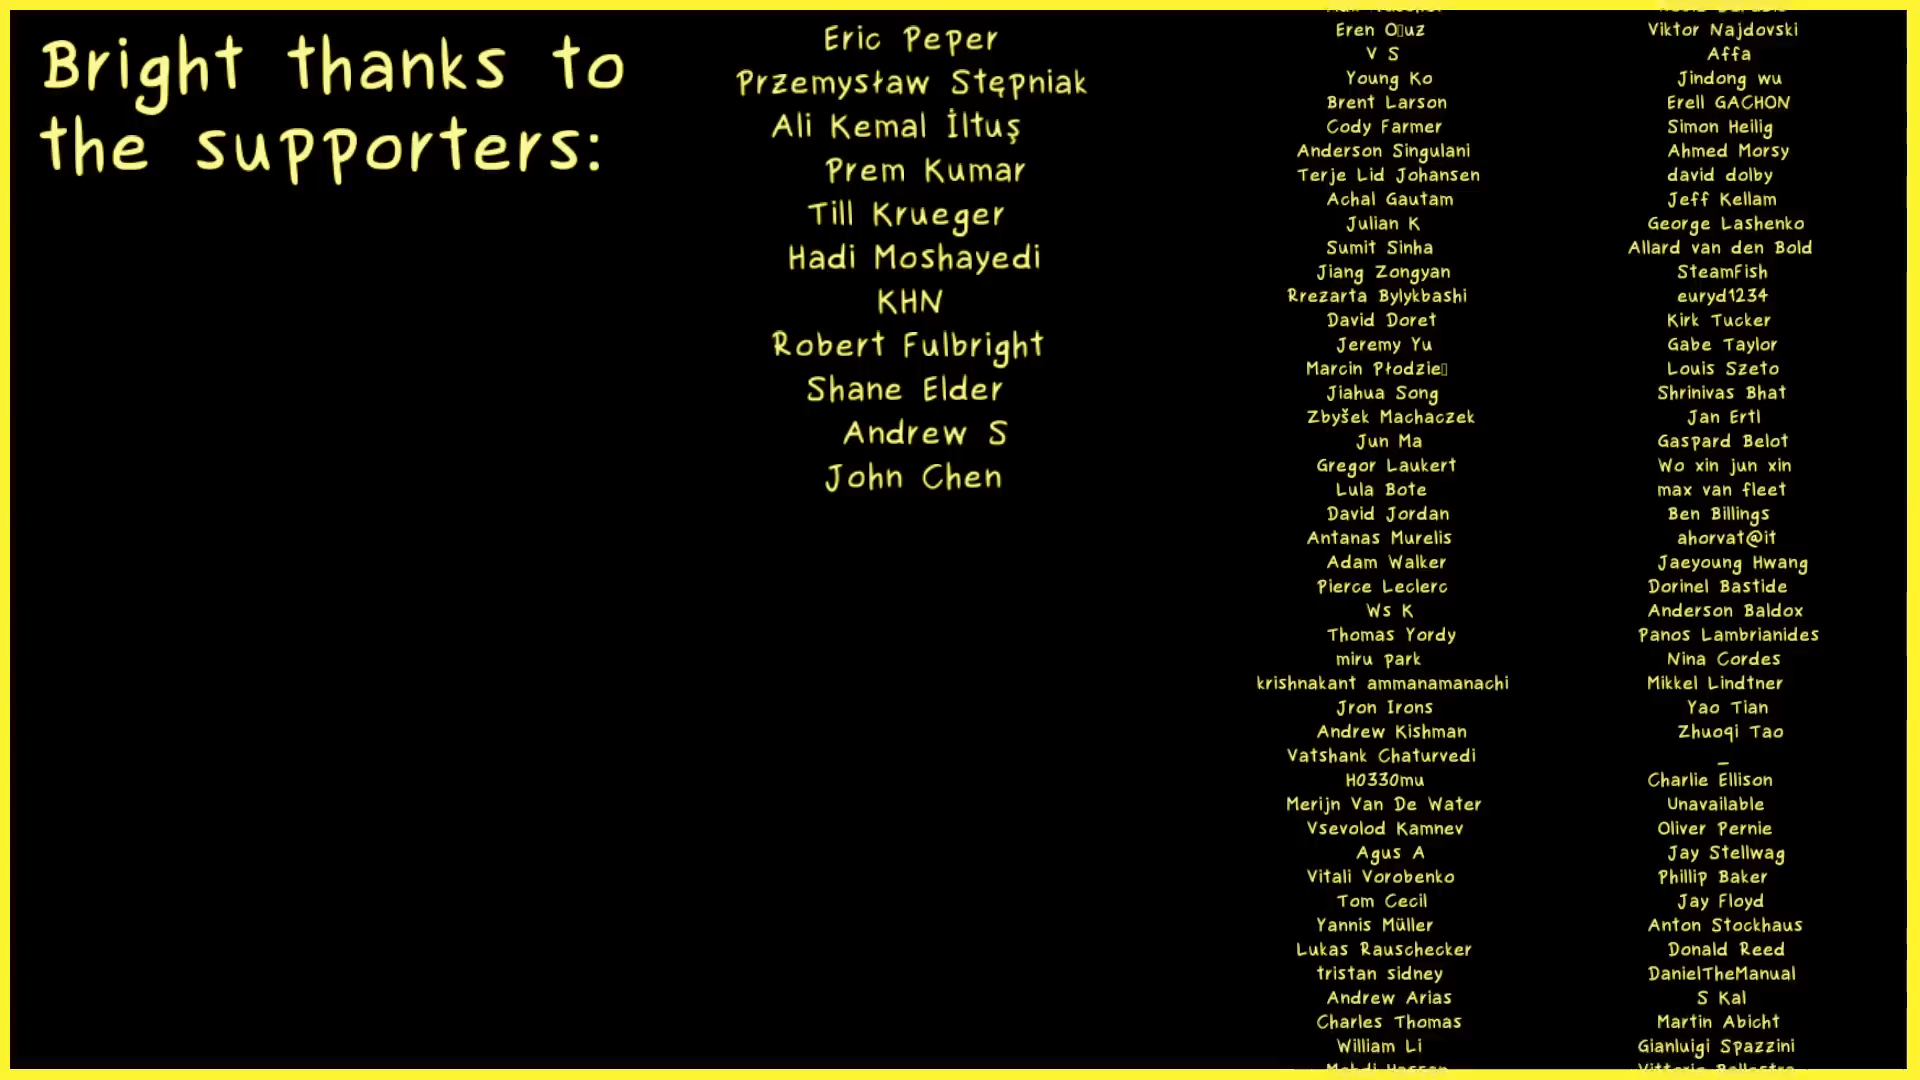 Bright thanks to
the supporters:
Eric Peper
Przemysław Stępniak
Ali Kemal İltuş
Prem Kumar
Till Krueger
Hadi Moshayedi
KHN
Robert Fulbright
Shane Elder
Andrew S
John Chen
Eren O▯uz
V S
Young Ko
Brent Larson
Cody Farmer
Anderson Singulani
Terje Lid Johansen
Achal Gautam
Julian K
Sumit Sinha
Jiang Zongyan
Rrezarta Bylykbashi
David Doret
Jeremy Yu
Marcin Płodzie▯
Jiahua Song
Zbyšek Machaczek
Jun Ma
Gregor Laukert
Lula Bote
David Jordan
Antanas Murelis
Adam Walker
Pierce Leclerc
Ws K
Thomas Yordy
miru park
krishnakant ammanamanachi
Jron Irons
Andrew Kishman
Vatshank Chaturvedi
H0330mu
Merijn Van De Water
Vsevolod Kamnev
Agus A
Vitali Vorobenko
Tom Cecil
Yannis Müller
Lukas Rauschecker
tristan sidney
Andrew Arias
Charles Thomas
William Li
Viktor Najdovski
Affa
Jindong wu
Erell GACHON
Simon Heilig
Ahmed Morsy
david dolby
Jeff Kellam
George Lashenko
Allard van den Bold
SteamFish
euryd1234
Kirk Tucker
Gabe Taylor
Louis Szeto
Shrinivas Bhat
Jan Ertl
Gaspard Belot
Wo xin jun xin
max van fleet
Ben Billings
ahorvat@it
Jaeyoung Hwang
Dorinel Bastide
Anderson Baldox
Panos Lambrianides
Nina Cordes
Mikkel Lindtner
Yao Tian
Zhuoqi Tao
_
Charlie Ellison
Unavailable
Oliver Pernie
Jay Stellwag
Phillip Baker
Jay Floyd
Anton Stockhaus
Donald Reed
DanielTheManual
S Kal
Martin Abicht
Gianluigi Spazzini